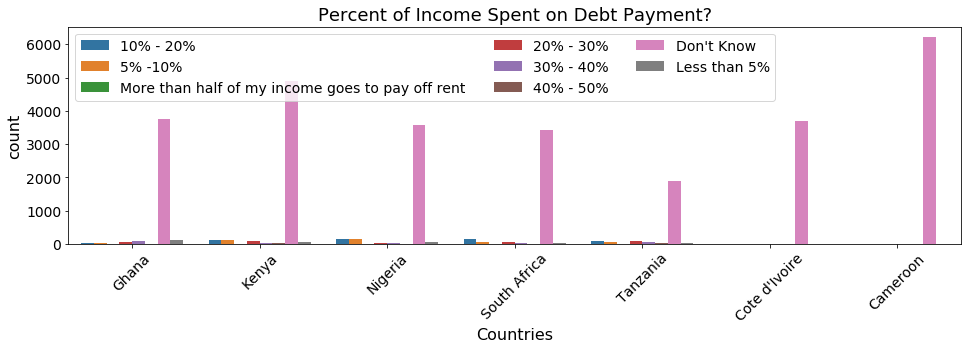 Percent of Income Spent on Debt Payment?
10% - 20%
5% -10%
More than half of my income goes to pay off rent
20% - 30%
30% - 40%
40% - 50%
Don't Know
Less than 5%
count
6000
5000
4000
3000
2000
1000
0
Ghana
Kenya
Nigeria
South Africa
Tanzania
Cote d'Ivoire
Cameroon
Countries